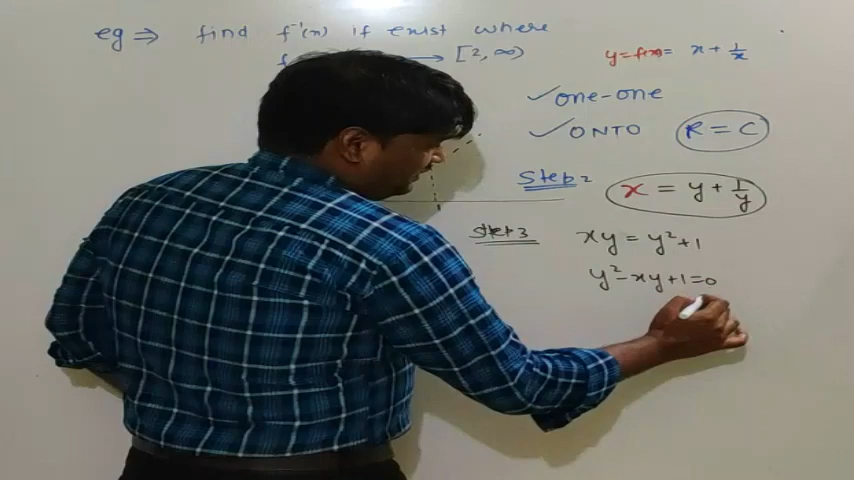 eg ⇒ find f⁻¹(x) if exist where
f ⟶ [2, ∞) y=f(x)= x + 1/x
✓ one-one
✓ ONTO R = C
Step2 x = y + 1/y
Step3 xy = y² + 1
y² - xy + 1 = 0